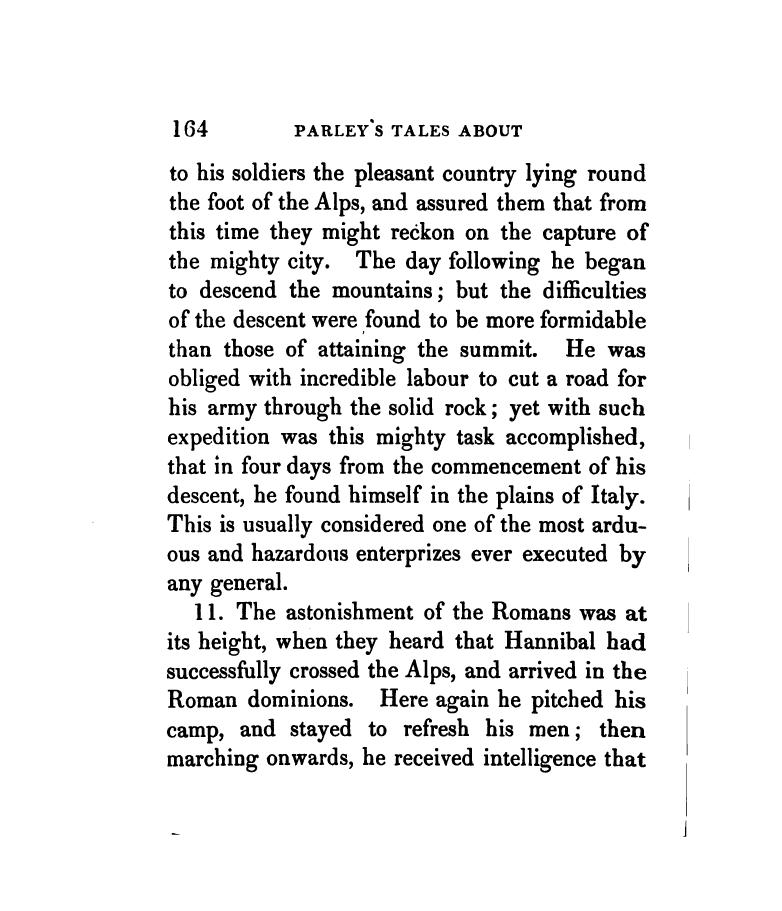 164 PARLEY'S TALES ABOUT
to his soldiers the pleasant country lying round
the foot of the Alps, and assured them that from
this time they might reckon on the capture of
the mighty city. The day following he began
to descend the mountains; but the difficulties
of the descent were found to be more formidable
than those of attaining the summit. He was
obliged with incredible labour to cut a road for
his army through the solid rock; yet with such
expedition was this mighty task accomplished,
that in four days from the commencement of his
descent, he found himself in the plains of Italy.
This is usually considered one of the most ardu-
ous and hazardous enterprizes ever executed by
any general.
11. The astonishment of the Romans was at
its height, when they heard that Hannibal had
successfully crossed the Alps, and arrived in the
Roman dominions. Here again he pitched his
camp, and stayed to refresh his men; then
marching onwards, he received intelligence that